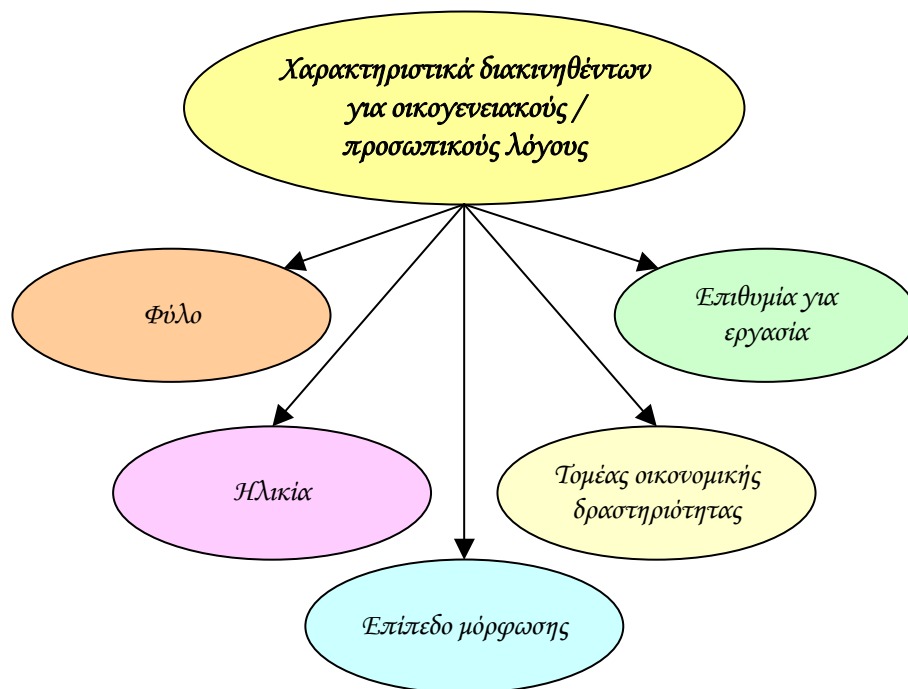 Χαρακτηριστικά διακινηθέντων
για οικογενειακούς /
προσωπικούς λόγους
Φύλο
Επιθυμία για
εργασία
Ηλικία
Τομέας οικονομικής
δραστηριότητας
Επίπεδο μόρφωσης